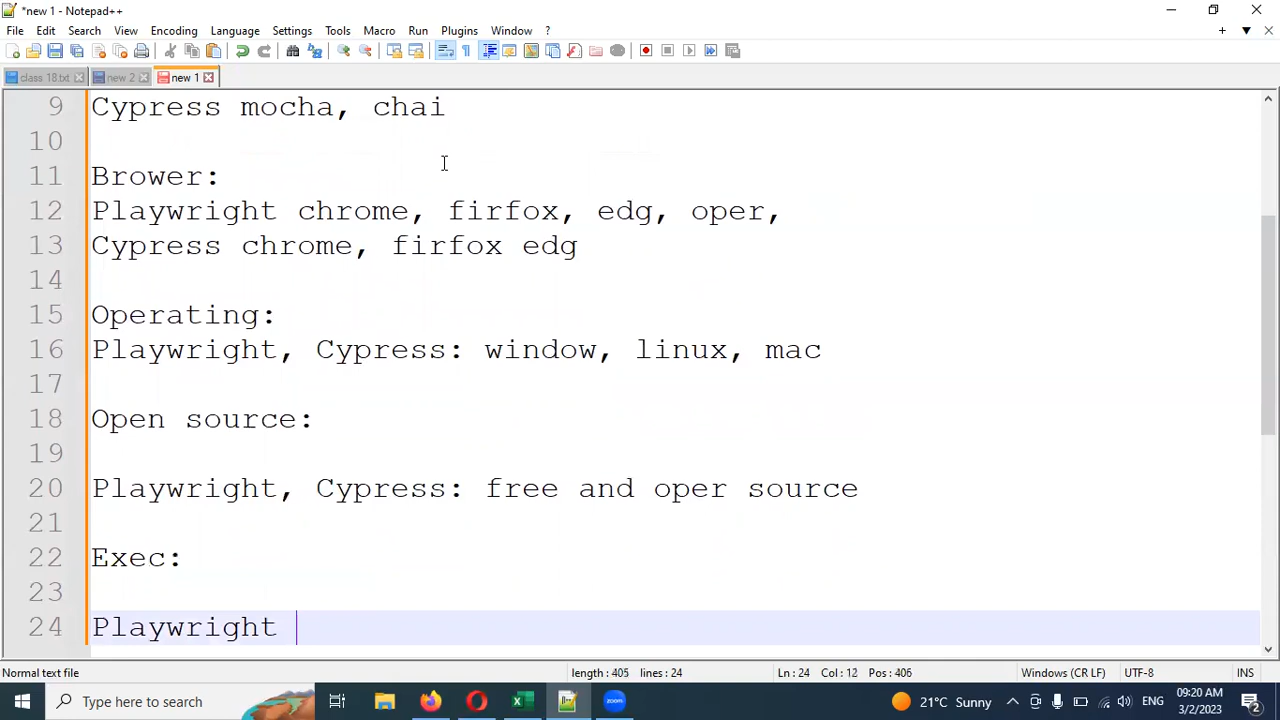 *new 1 - Notepad++
File Edit Search View Encoding Language Settings Tools Macro Run Plugins Window ?
class 18.txt new 2 new 1
9 Cypress mocha, chai
10
11 Brower:
12 Playwright chrome, firfox, edg, oper,
13 Cypress chrome, firfox edg
14
15 Operating:
16 Playwright, Cypress: window, linux, mac
17
18 Open source:
19
20 Playwright, Cypress: free and oper source
21
22 Exec:
23
24 Playwright
Normal text file length : 405 lines : 24 Ln : 24 Col : 12 Pos : 406 Windows (CR LF) UTF-8 INS
Type here to search 21°C Sunny ENG 09:20 AM
3/2/2023 2